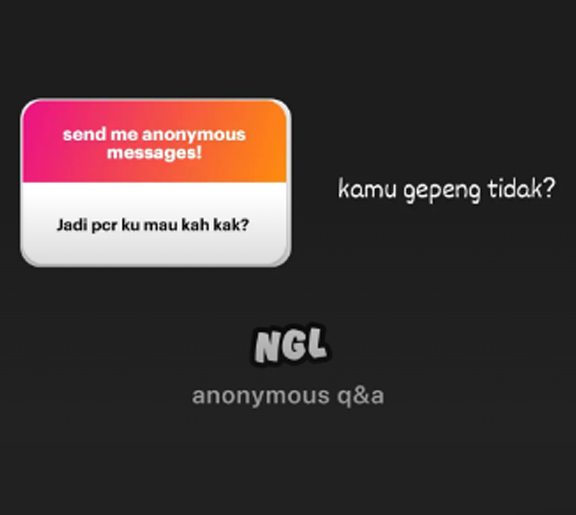 send me anonymous
messages!
Jadi pcr ku mau kah kak?
kamu gepeng tidak?
NGL
anonymous q&a